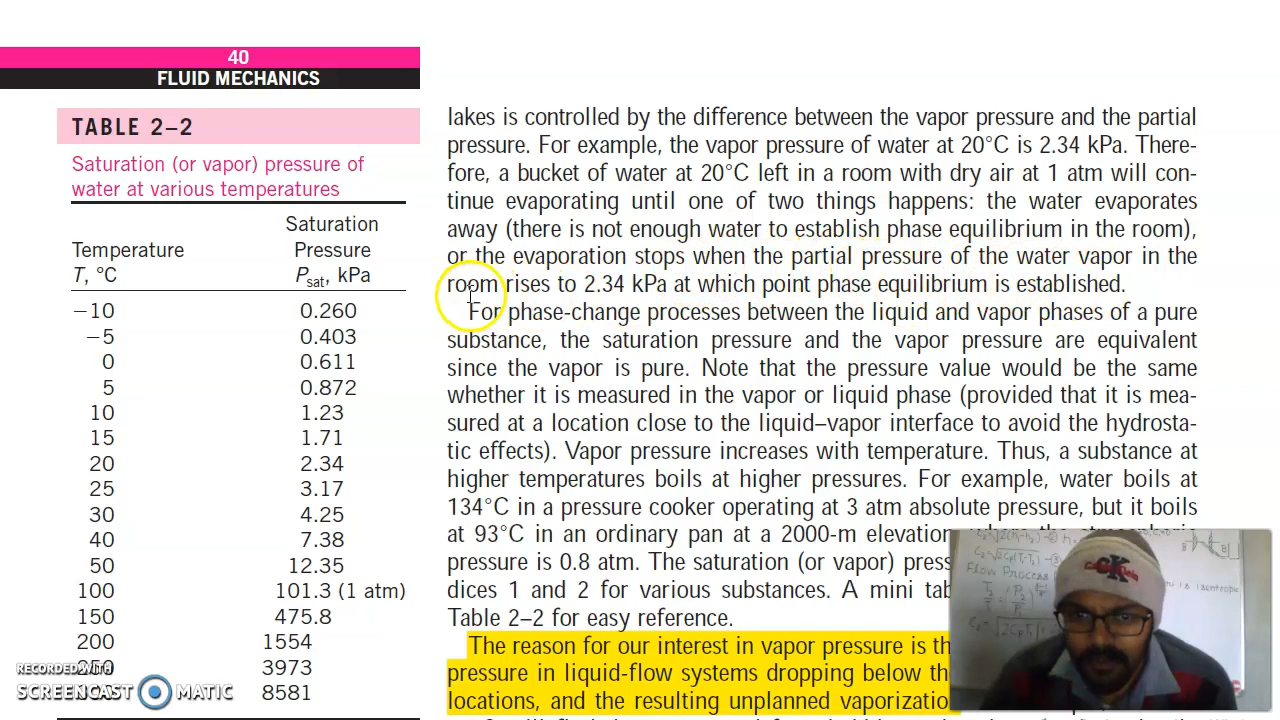 40
FLUID MECHANICS
TABLE 2–2
Saturation (or vapor) pressure of
water at various temperatures
Saturation
Temperature Pressure
T, °C Psat, kPa
−10 0.260
−5 0.403
0 0.611
5 0.872
10 1.23
15 1.71
20 2.34
25 3.17
30 4.25
40 7.38
50 12.35
100 101.3 (1 atm)
150 475.8
200 1554
250 3973
8581
RECORDED WITH
SCREENCAST MATIC
lakes is controlled by the difference between the vapor pressure and the partial
pressure. For example, the vapor pressure of water at 20°C is 2.34 kPa. There-
fore, a bucket of water at 20°C left in a room with dry air at 1 atm will con-
tinue evaporating until one of two things happens: the water evaporates
away (there is not enough water to establish phase equilibrium in the room),
or the evaporation stops when the partial pressure of the water vapor in the
room rises to 2.34 kPa at which point phase equilibrium is established.
For phase-change processes between the liquid and vapor phases of a pure
substance, the saturation pressure and the vapor pressure are equivalent
since the vapor is pure. Note that the pressure value would be the same
whether it is measured in the vapor or liquid phase (provided that it is mea-
sured at a location close to the liquid–vapor interface to avoid the hydrosta-
tic effects). Vapor pressure increases with temperature. Thus, a substance at
higher temperatures boils at higher pressures. For example, water boils at
134°C in a pressure cooker operating at 3 atm absolute pressure, but it boils
at 93°C in an ordinary pan at a 2000-m elevation, where the atmospheric
pressure is 0.8 atm. The saturation (or vapor) press
dices 1 and 2 for various substances. A mini tab
Table 2–2 for easy reference.
The reason for our interest in vapor pressure is th
pressure in liquid-flow systems dropping below th
locations, and the resulting unplanned vaporizatio
Flow Process
OK
isentropic